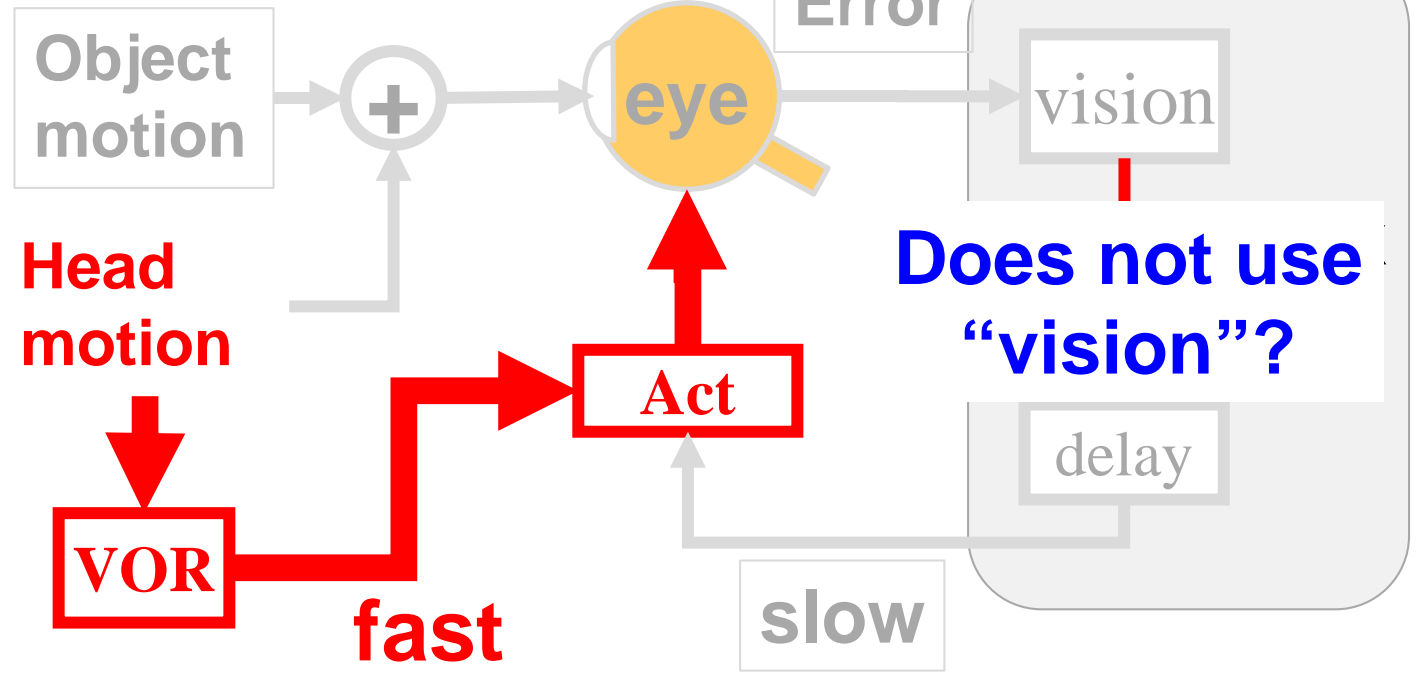 Error
Object
motion
+
eye
vision
Head
motion
Does not use
“vision”?
Act
delay
VOR
fast
slow